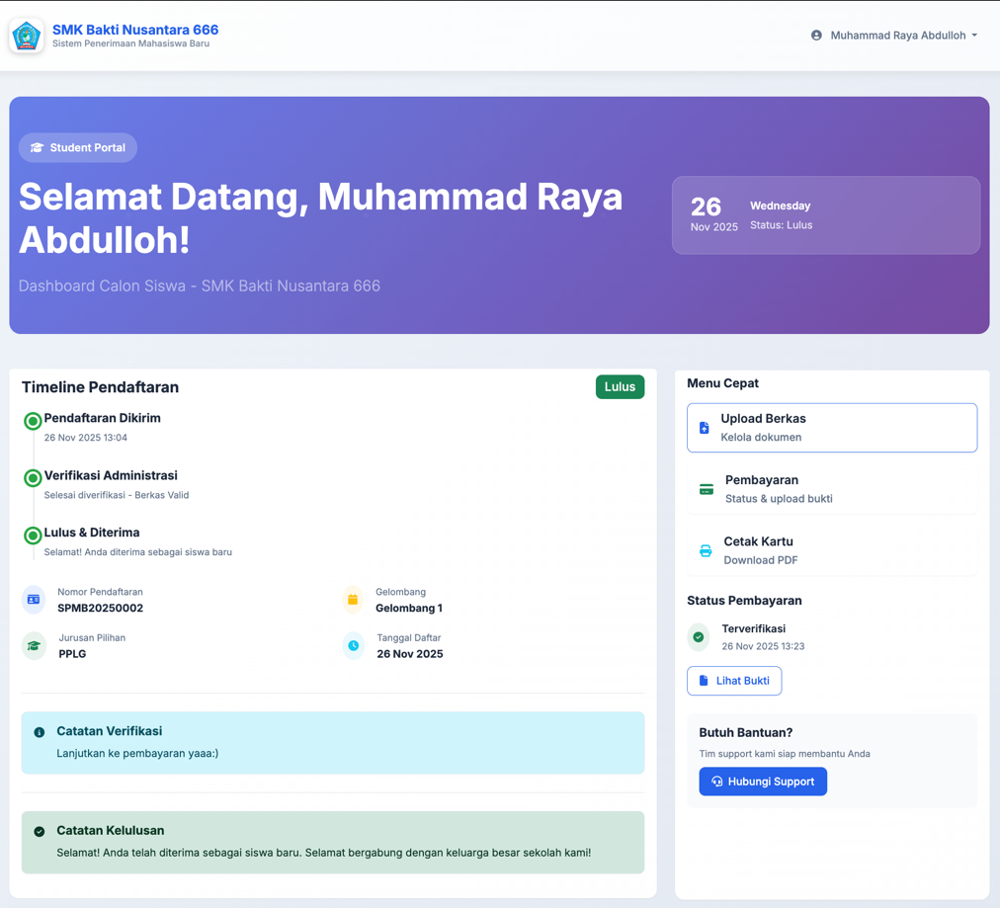 SMK Bakti Nusantara 666
Sistem Penerimaan Mahasiswa Baru
Muhammad Raya Abdulloh
Student Portal
Selamat Datang, Muhammad Raya
Abdulloh!
Dashboard Calon Siswa - SMK Bakti Nusantara 666
26
Nov 2025
Wednesday
Status: Lulus
Timeline Pendaftaran
Lulus
Pendaftaran Dikirim
26 Nov 2025 13:04
Verifikasi Administrasi
Selesai diverifikasi - Berkas Valid
Lulus & Diterima
Selamat! Anda diterima sebagai siswa baru
Nomor Pendaftaran
SPMB20250002
Gelombang
Gelombang 1
Jurusan Pilihan
PPLG
Tanggal Daftar
26 Nov 2025
Catatan Verifikasi
Lanjutkan ke pembayaran yaaa:)
Catatan Kelulusan
Selamat! Anda telah diterima sebagai siswa baru. Selamat bergabung dengan keluarga besar sekolah kami!
Menu Cepat
Upload Berkas
Kelola dokumen
Pembayaran
Status & upload bukti
Cetak Kartu
Download PDF
Status Pembayaran
Terverifikasi
26 Nov 2025 13:23
Lihat Bukti
Butuh Bantuan?
Tim support kami siap membantu Anda
Hubungi Support